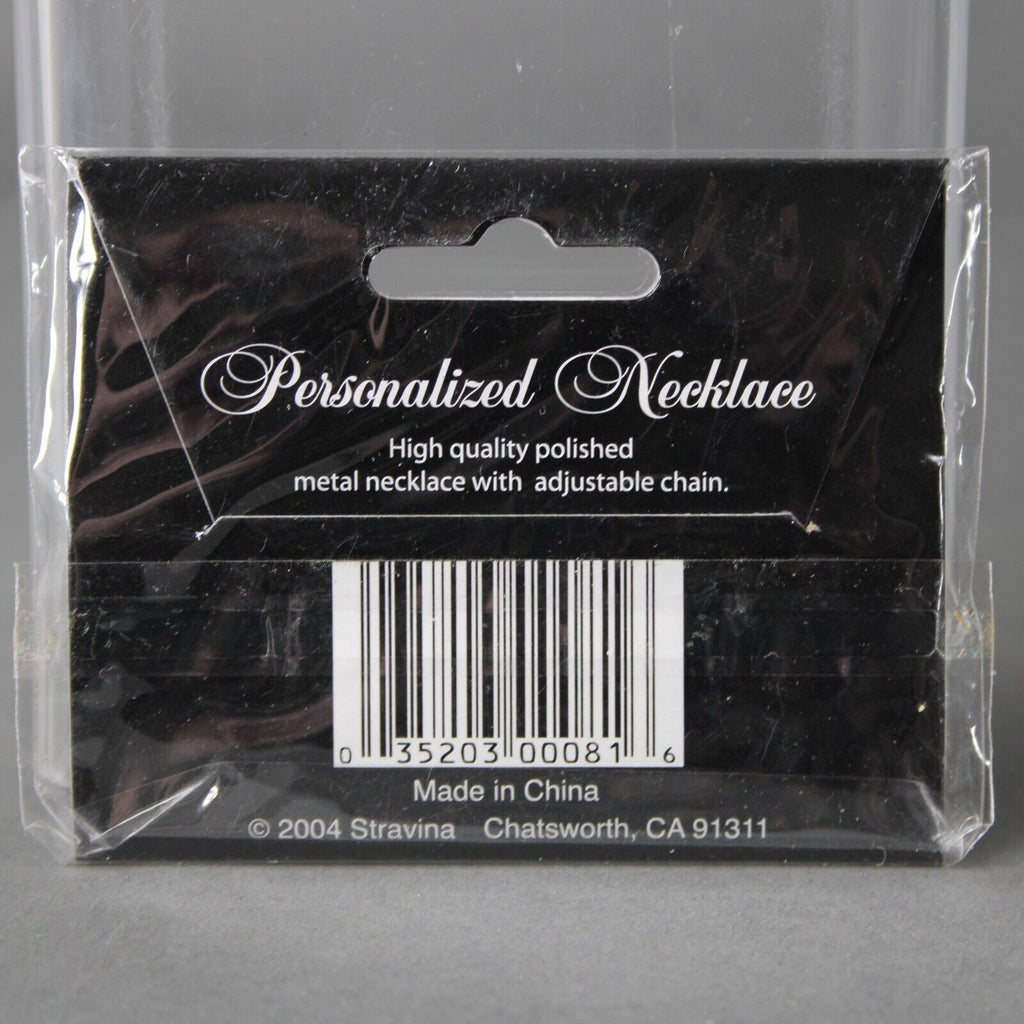 Personalized Necklace
High quality polished
metal necklace with adjustable chain.
0 35203 00081 6
Made in China
© 2004 Stravina Chatsworth, CA 91311